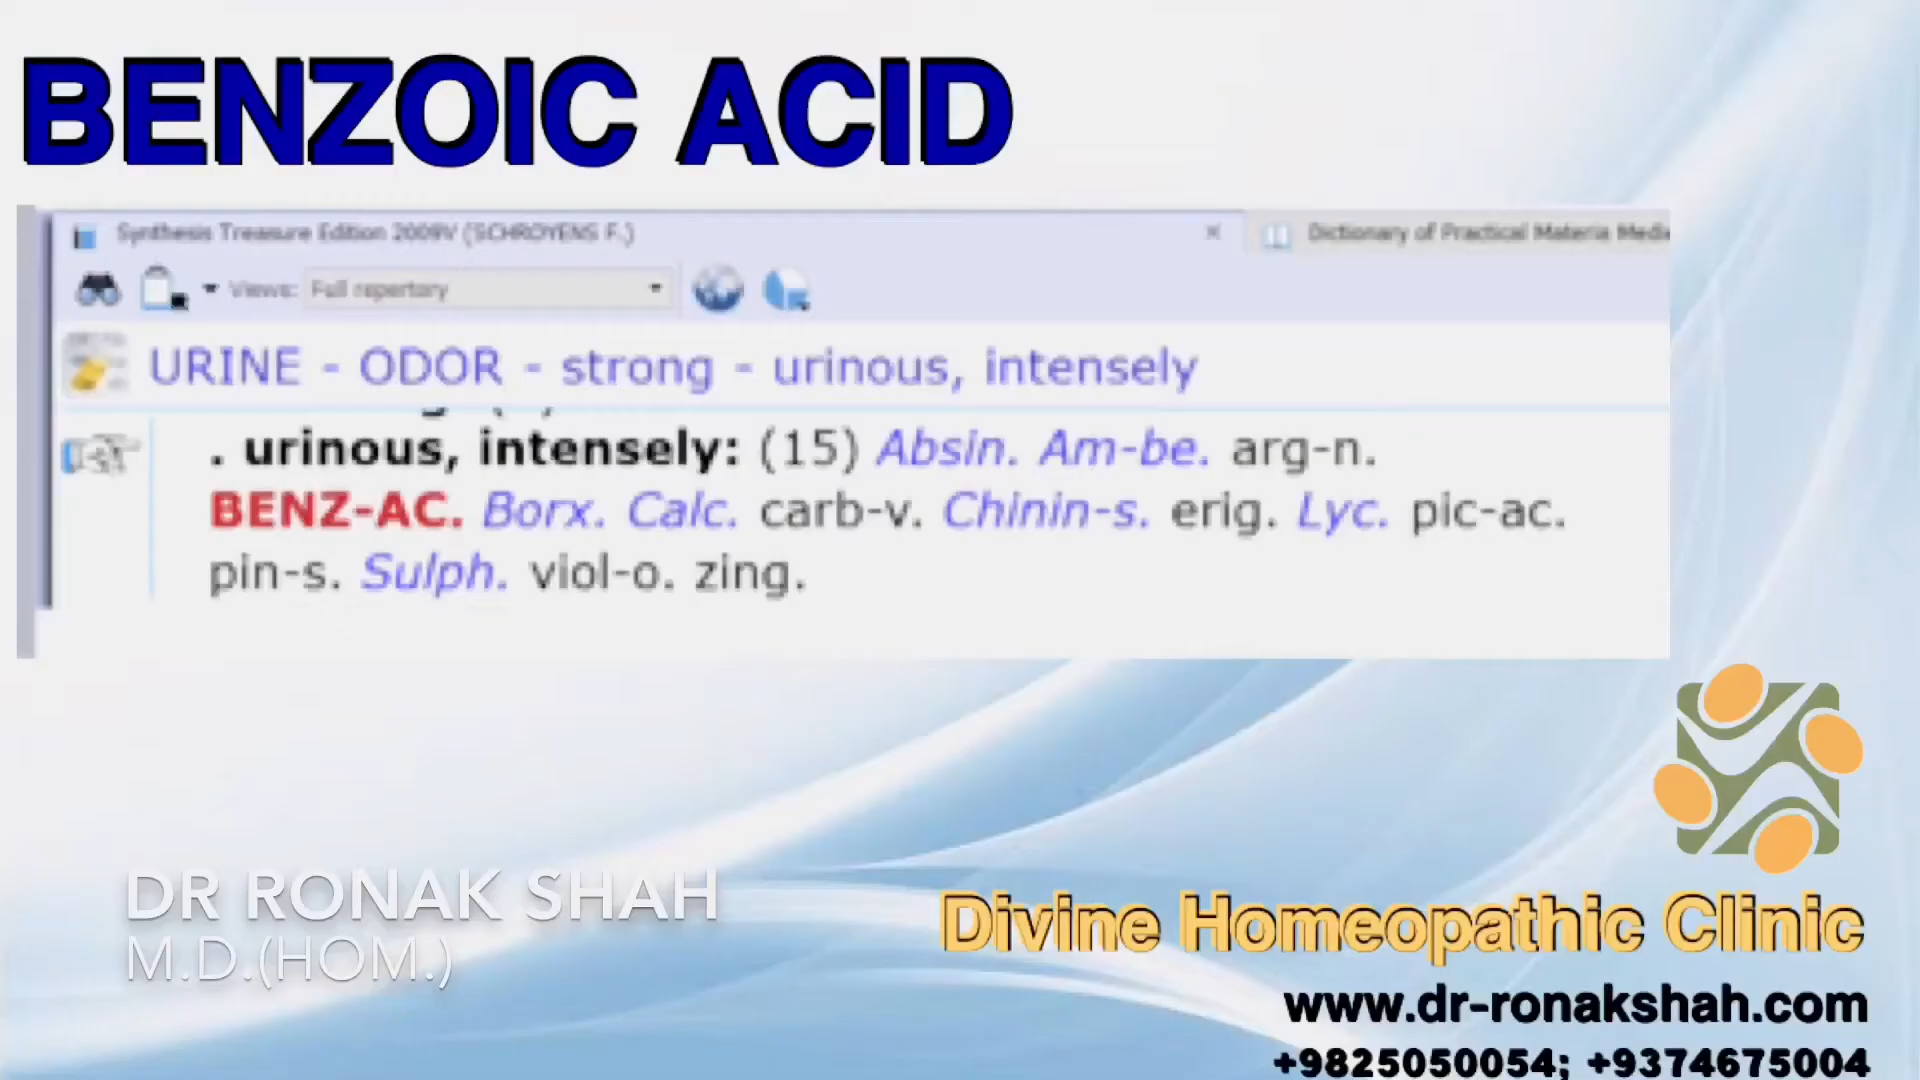 BENZOIC ACID
Synthesis Treasure Edition 2009V (SCHROYENS F.)
Dictionary of Practical Materia
Views: Full repertory
URINE - ODOR - strong - urinous, intensely
. urinous, intensely: (15) Absin. Am-be. arg-n.
BENZ-AC. Borx. Calc. carb-v. Chinin-s. erig. Lyc. pic-ac.
pin-s. Sulph. viol-o. zing.
DR RONAK SHAH
M.D.(HOM.)
Divine Homeopathic Clinic
www.dr-ronakshah.com
+9825050054; +9374675004